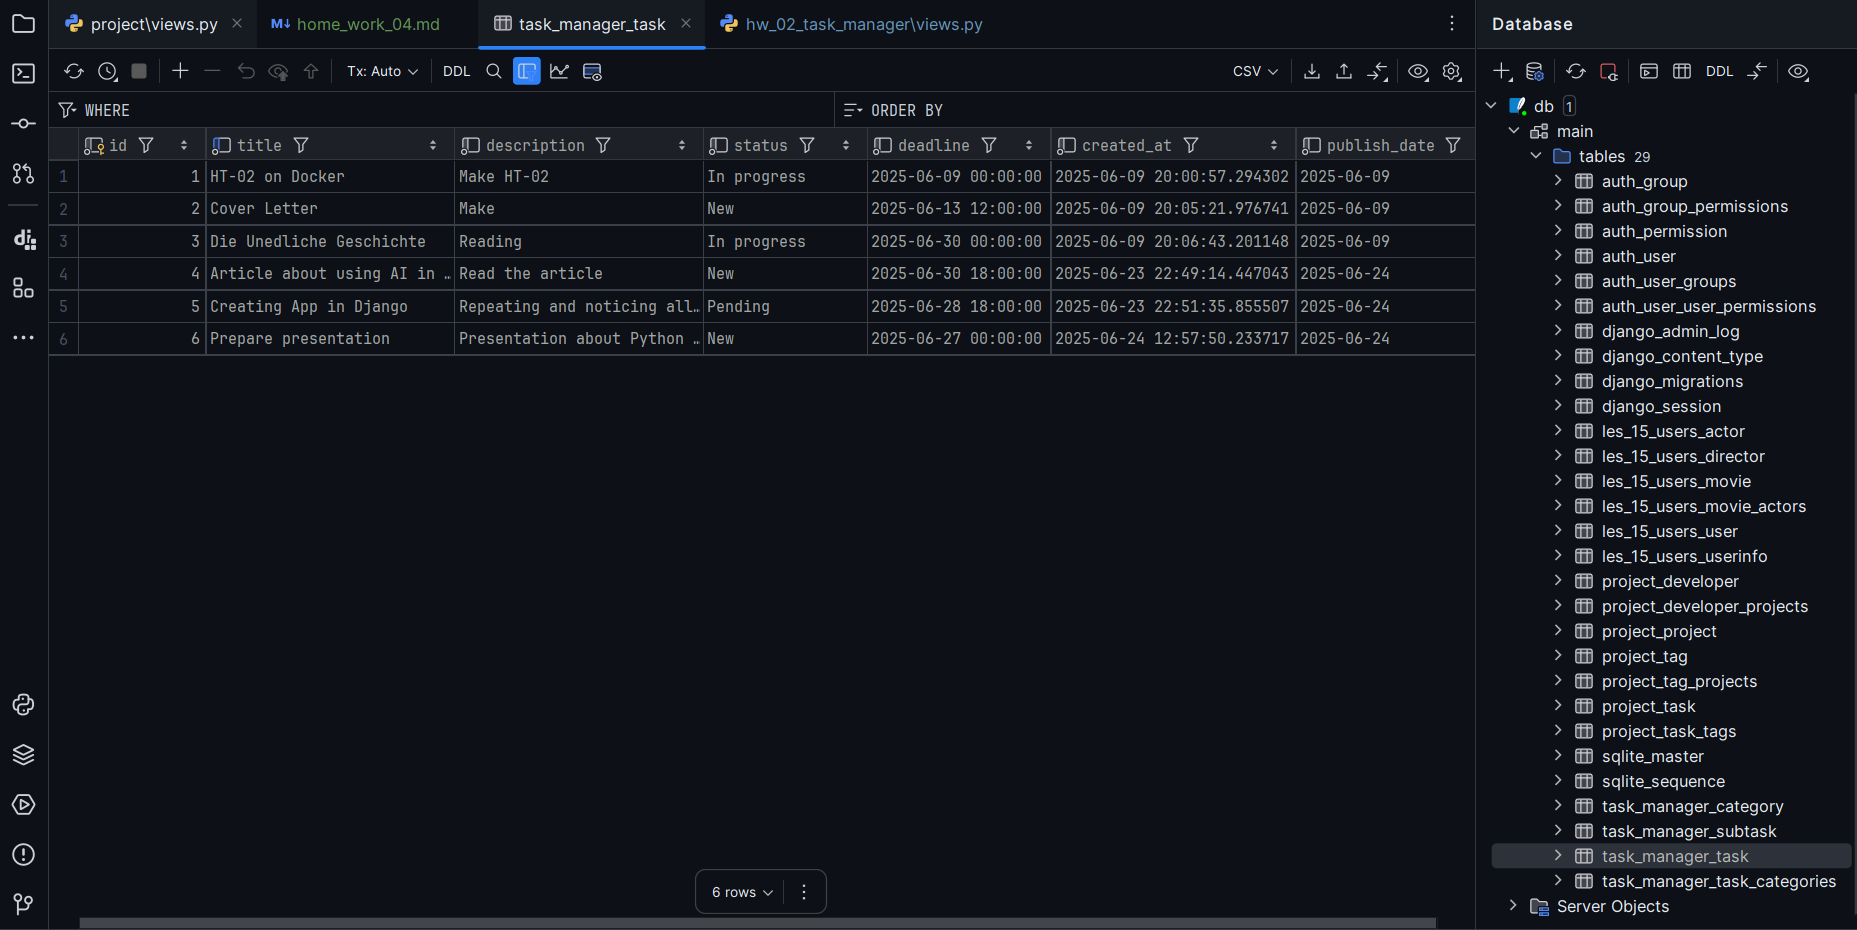 project\views.py
M↓ home_work_04.md
task_manager_task
hw_02_task_manager\views.py
Database
Tx: Auto
DDL
CSV
DDL
WHERE
ORDER BY
id title description status deadline created_at publish_date
1 1 HT-02 on Docker Make HT-02 In progress 2025-06-09 00:00:00 2025-06-09 20:00:57.294302 2025-06-09
2 2 Cover Letter Make New 2025-06-13 12:00:00 2025-06-09 20:05:21.976741 2025-06-09
3 3 Die Unedliche Geschichte Reading In progress 2025-06-30 00:00:00 2025-06-09 20:06:43.201148 2025-06-09
4 4 Article about using AI in … Read the article New 2025-06-30 18:00:00 2025-06-23 22:49:14.447043 2025-06-24
5 5 Creating App in Django Repeating and noticing all… Pending 2025-06-28 18:00:00 2025-06-23 22:51:35.855507 2025-06-24
6 6 Prepare presentation Presentation about Python … New 2025-06-27 00:00:00 2025-06-24 12:57:50.233717 2025-06-24
6 rows
db 1
main
tables 29
auth_group
auth_group_permissions
auth_permission
auth_user
auth_user_groups
auth_user_user_permissions
django_admin_log
django_content_type
django_migrations
django_session
les_15_users_actor
les_15_users_director
les_15_users_movie
les_15_users_movie_actors
les_15_users_user
les_15_users_userinfo
project_developer
project_developer_projects
project_project
project_tag
project_tag_projects
project_task
project_task_tags
sqlite_master
sqlite_sequence
task_manager_category
task_manager_subtask
task_manager_task
task_manager_task_categories
Server Objects